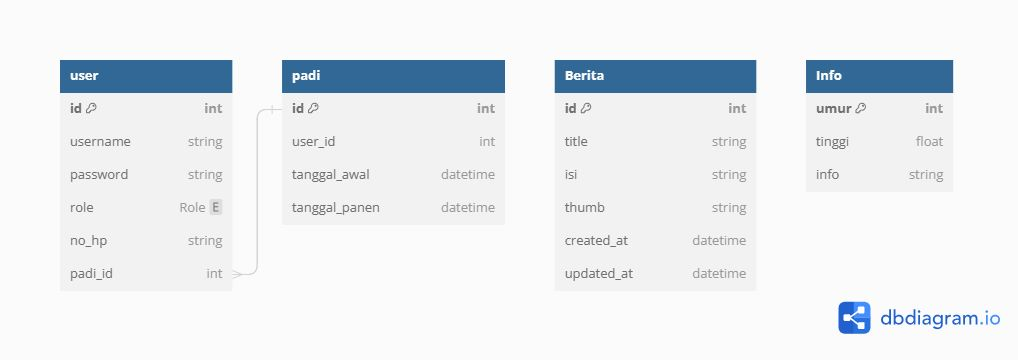 user
id int
username string
password string
role Role E
no_hp string
padi_id int
padi
id int
user_id int
tanggal_awal datetime
tanggal_panen datetime
Berita
id int
title string
isi string
thumb string
created_at datetime
updated_at datetime
Info
umur int
tinggi float
info string
dbdiagram.io